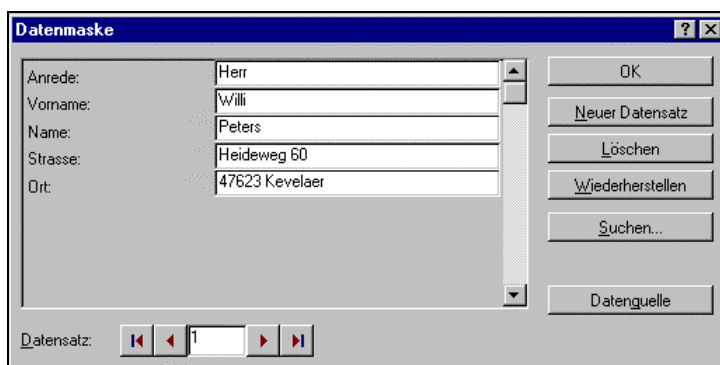 Datenmaske
Anrede: Herr
Vorname: Willi
Name: Peters
Strasse: Heideweg 60
Ort: 47623 Kevelaer
OK
Neuer Datensatz
Löschen
Wiederherstellen
Suchen...
Datenquelle
Datensatz: 1